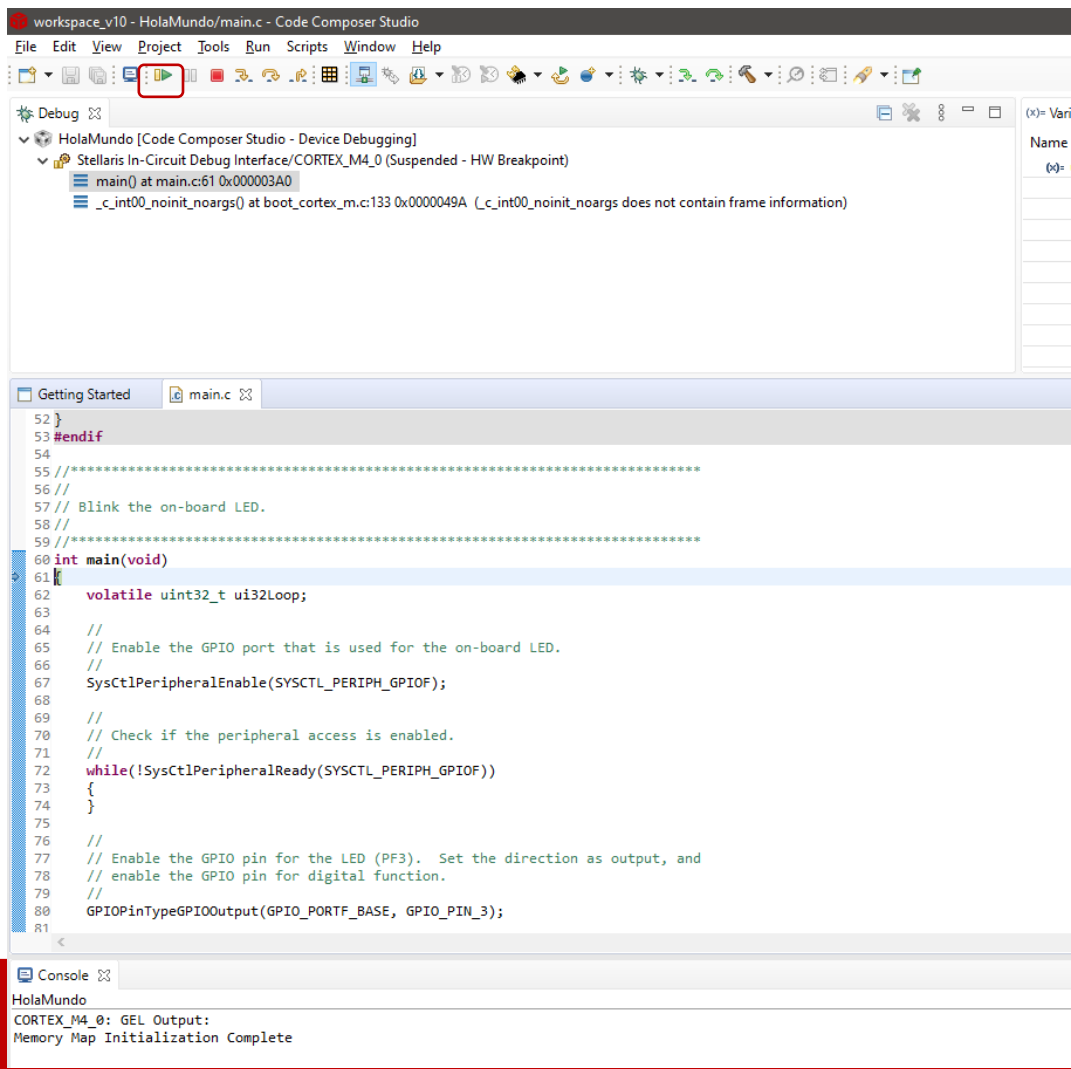 workspace_v10 - HolaMundo/main.c - Code Composer Studio
File Edit View Project Tools Run Scripts Window Help
Debug
HolaMundo [Code Composer Studio - Device Debugging]
Stellaris In-Circuit Debug Interface/CORTEX_M4_0 (Suspended - HW Breakpoint)
main() at main.c:61 0x000003A0
_c_int00_noinit_noargs() at boot_cortex_m.c:133 0x0000049A (_c_int00_noinit_noargs does not contain frame information)
(x)= Vari
Name
(x)=
Getting Started
main.c
52 }
53 #endif
54
55 //*****************************************************************************
56 //
57 // Blink the on-board LED.
58 //
59 //*****************************************************************************
60 int main(void)
61 {
62     volatile uint32_t ui32Loop;
63
64     //
65     // Enable the GPIO port that is used for the on-board LED.
66     //
67     SysCtlPeripheralEnable(SYSCTL_PERIPH_GPIOF);
68
69     //
70     // Check if the peripheral access is enabled.
71     //
72     while(!SysCtlPeripheralReady(SYSCTL_PERIPH_GPIOF))
73     {
74     }
75
76     //
77     // Enable the GPIO pin for the LED (PF3).  Set the direction as output, and
78     // enable the GPIO pin for digital function.
79     //
80     GPIOPinTypeGPIOOutput(GPIO_PORTF_BASE, GPIO_PIN_3);
81
Console
HolaMundo
CORTEX_M4_0: GEL Output:
Memory Map Initialization Complete